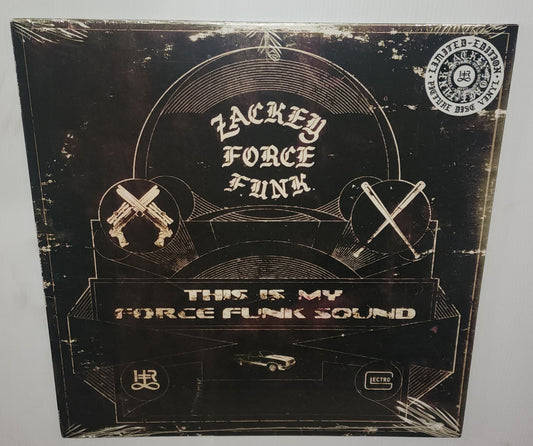 ZACKEY
FORCE
FUNK
LIMITED-EDITION
PICTURE DISC VINYL
THIS IS MY
FORCE FUNK SOUND
LECTRO